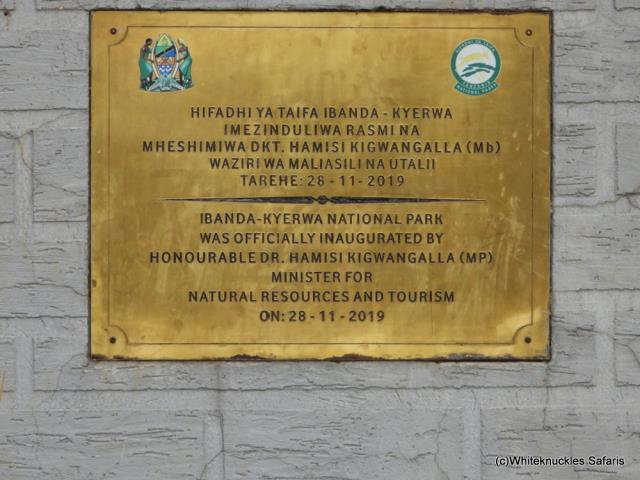 HIFADHI YA TAIFA IBANDA - KYERWA
IMEZINDULIWA RASMI NA
MHESHIMIWA DKT. HAMISI KIGWANGALLA (Mb)
WAZIRI WA MALIASILI NA UTALII
TAREHE: 28 - 11 - 2019
IBANDA-KYERWA NATIONAL PARK
WAS OFFICIALLY INAUGURATED BY
HONOURABLE DR. HAMISI KIGWANGALLA (MP)
MINISTER FOR
NATURAL RESOURCES AND TOURISM
ON: 28 - 11 - 2019
(c)Whiteknuckles Safaris